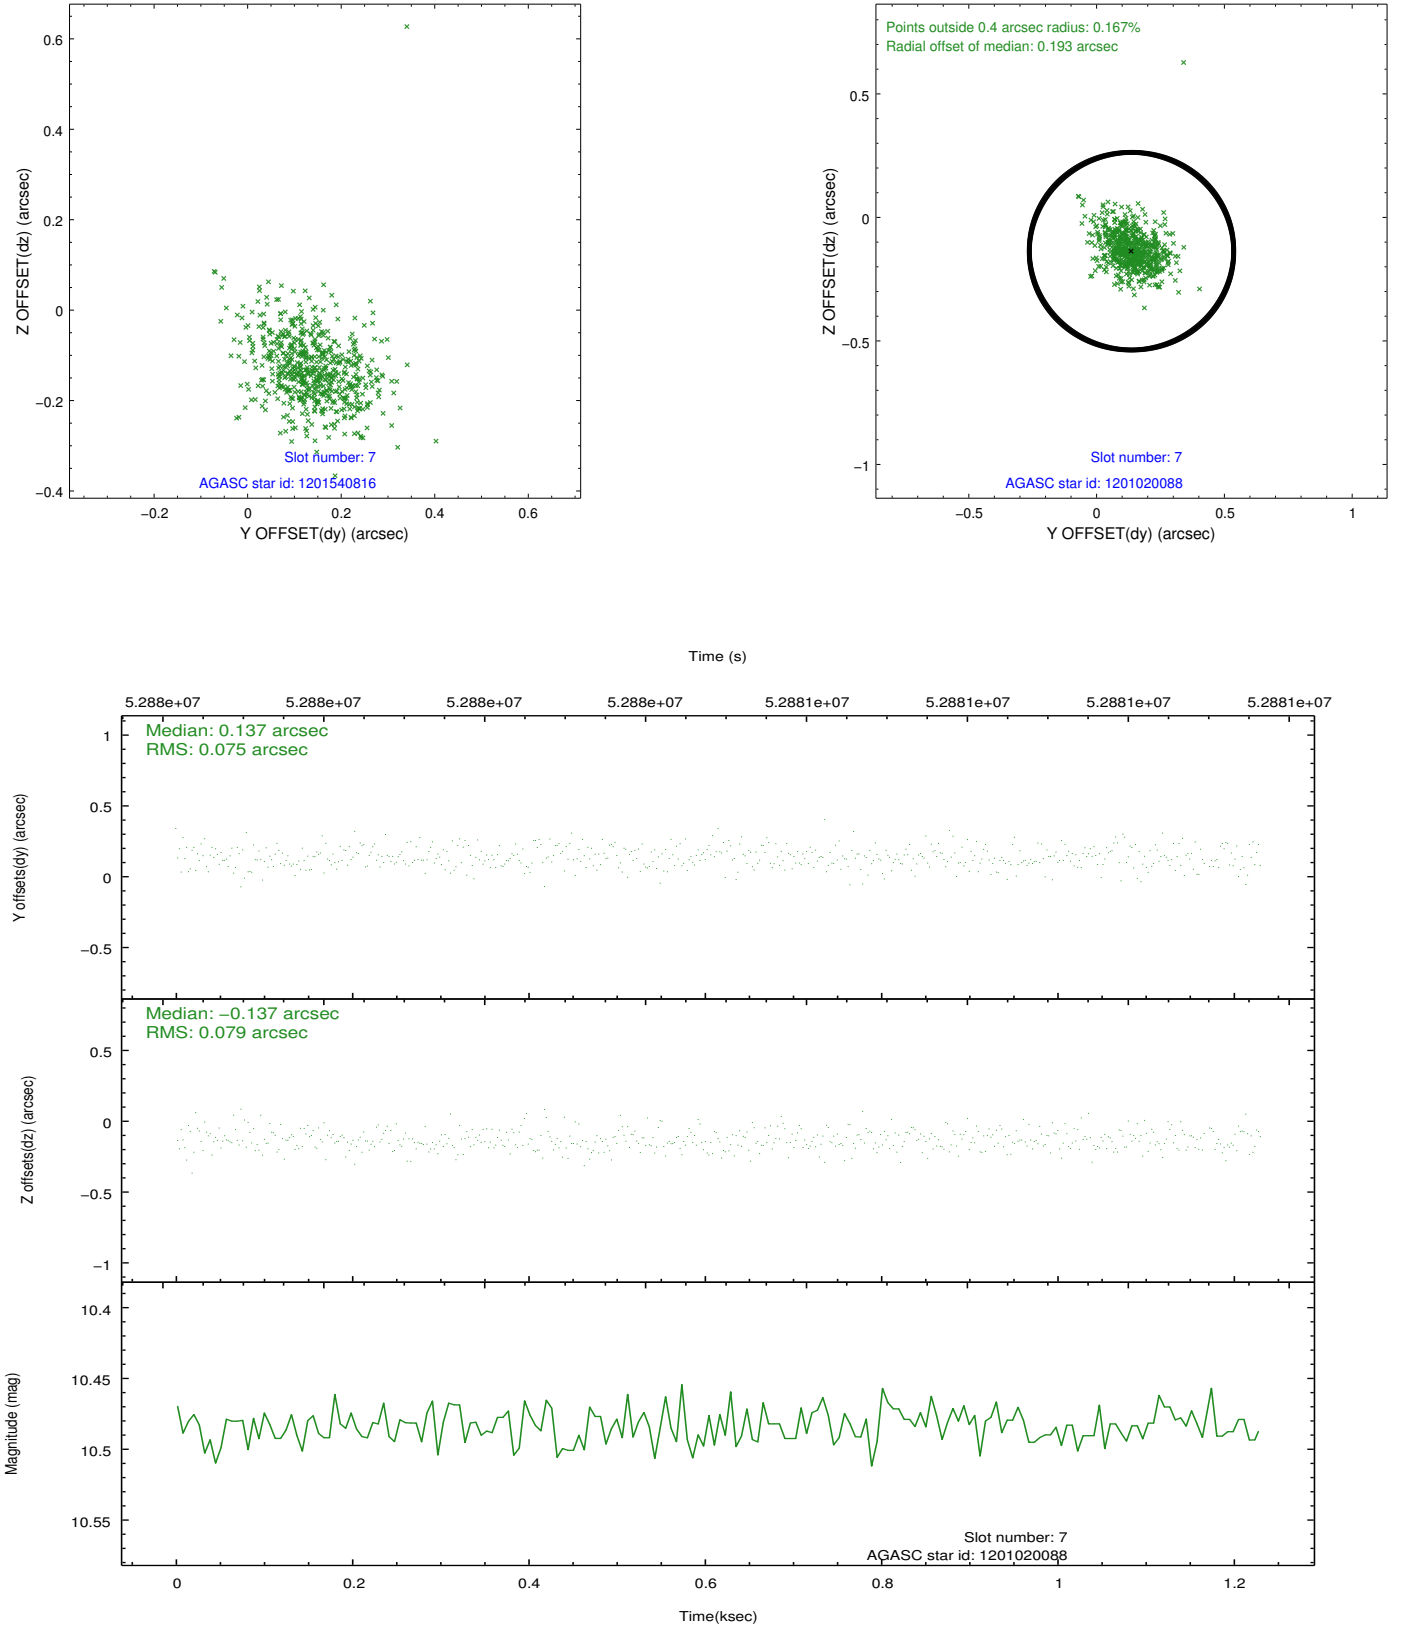 0.6
0.4
0.2
0
−0.2
−0.4
Z OFFSET(dz) (arcsec)
Slot number: 7
AGASC star id: 1201540816
−0.2
0
0.2
0.4
0.6
Y OFFSET(dy) (arcsec)
Points outside 0.4 arcsec radius: 0.167%
Radial offset of median: 0.193 arcsec
0.5
0
−0.5
−1
Z OFFSET(dz) (arcsec)
Slot number: 7
AGASC star id: 1201020088
−0.5
0
0.5
1
Y OFFSET(dy) (arcsec)
Time (s)
5.288e+07
5.288e+07
5.288e+07
5.288e+07
5.2881e+07
5.2881e+07
5.2881e+07
5.2881e+07
Median: 0.137 arcsec
RMS: 0.075 arcsec
1
0.5
0
−0.5
Y offsets(dy) (arcsec)
Median: −0.137 arcsec
RMS: 0.079 arcsec
0.5
0
−0.5
−1
Z offsets(dz) (arcsec)
10.4
10.45
10.5
10.55
Magnitude (mag)
Slot number: 7
AGASC star id: 1201020088
0
0.2
0.4
0.6
0.8
1
1.2
Time(ksec)